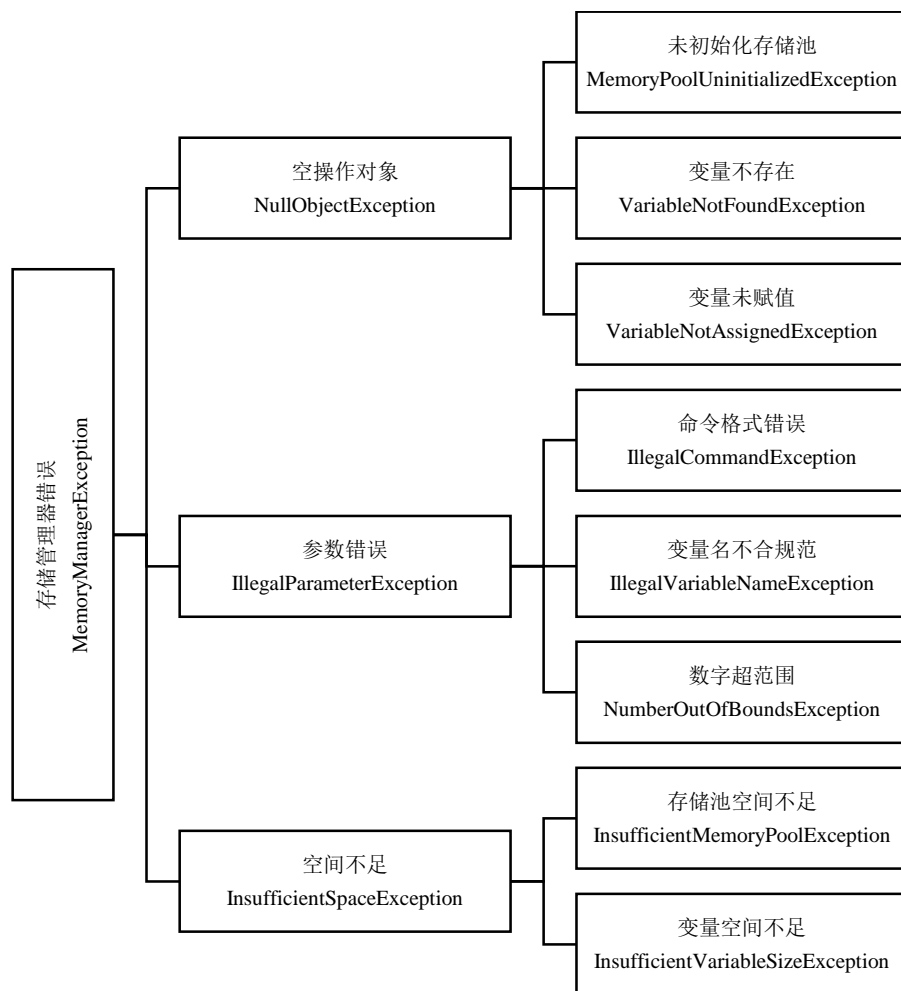 存储管理器错误
MemoryManagerException
空操作对象
NullObjectException
未初始化存储池
MemoryPoolUninitializedException
变量不存在
VariableNotFoundException
变量未赋值
VariableNotAssignedException
参数错误
IllegalParameterException
命令格式错误
IllegalCommandException
变量名不合规范
IllegalVariableNameException
数字超范围
NumberOutOfBoundsException
空间不足
InsufficientSpaceException
存储池空间不足
InsufficientMemoryPoolException
变量空间不足
InsufficientVariableSizeException